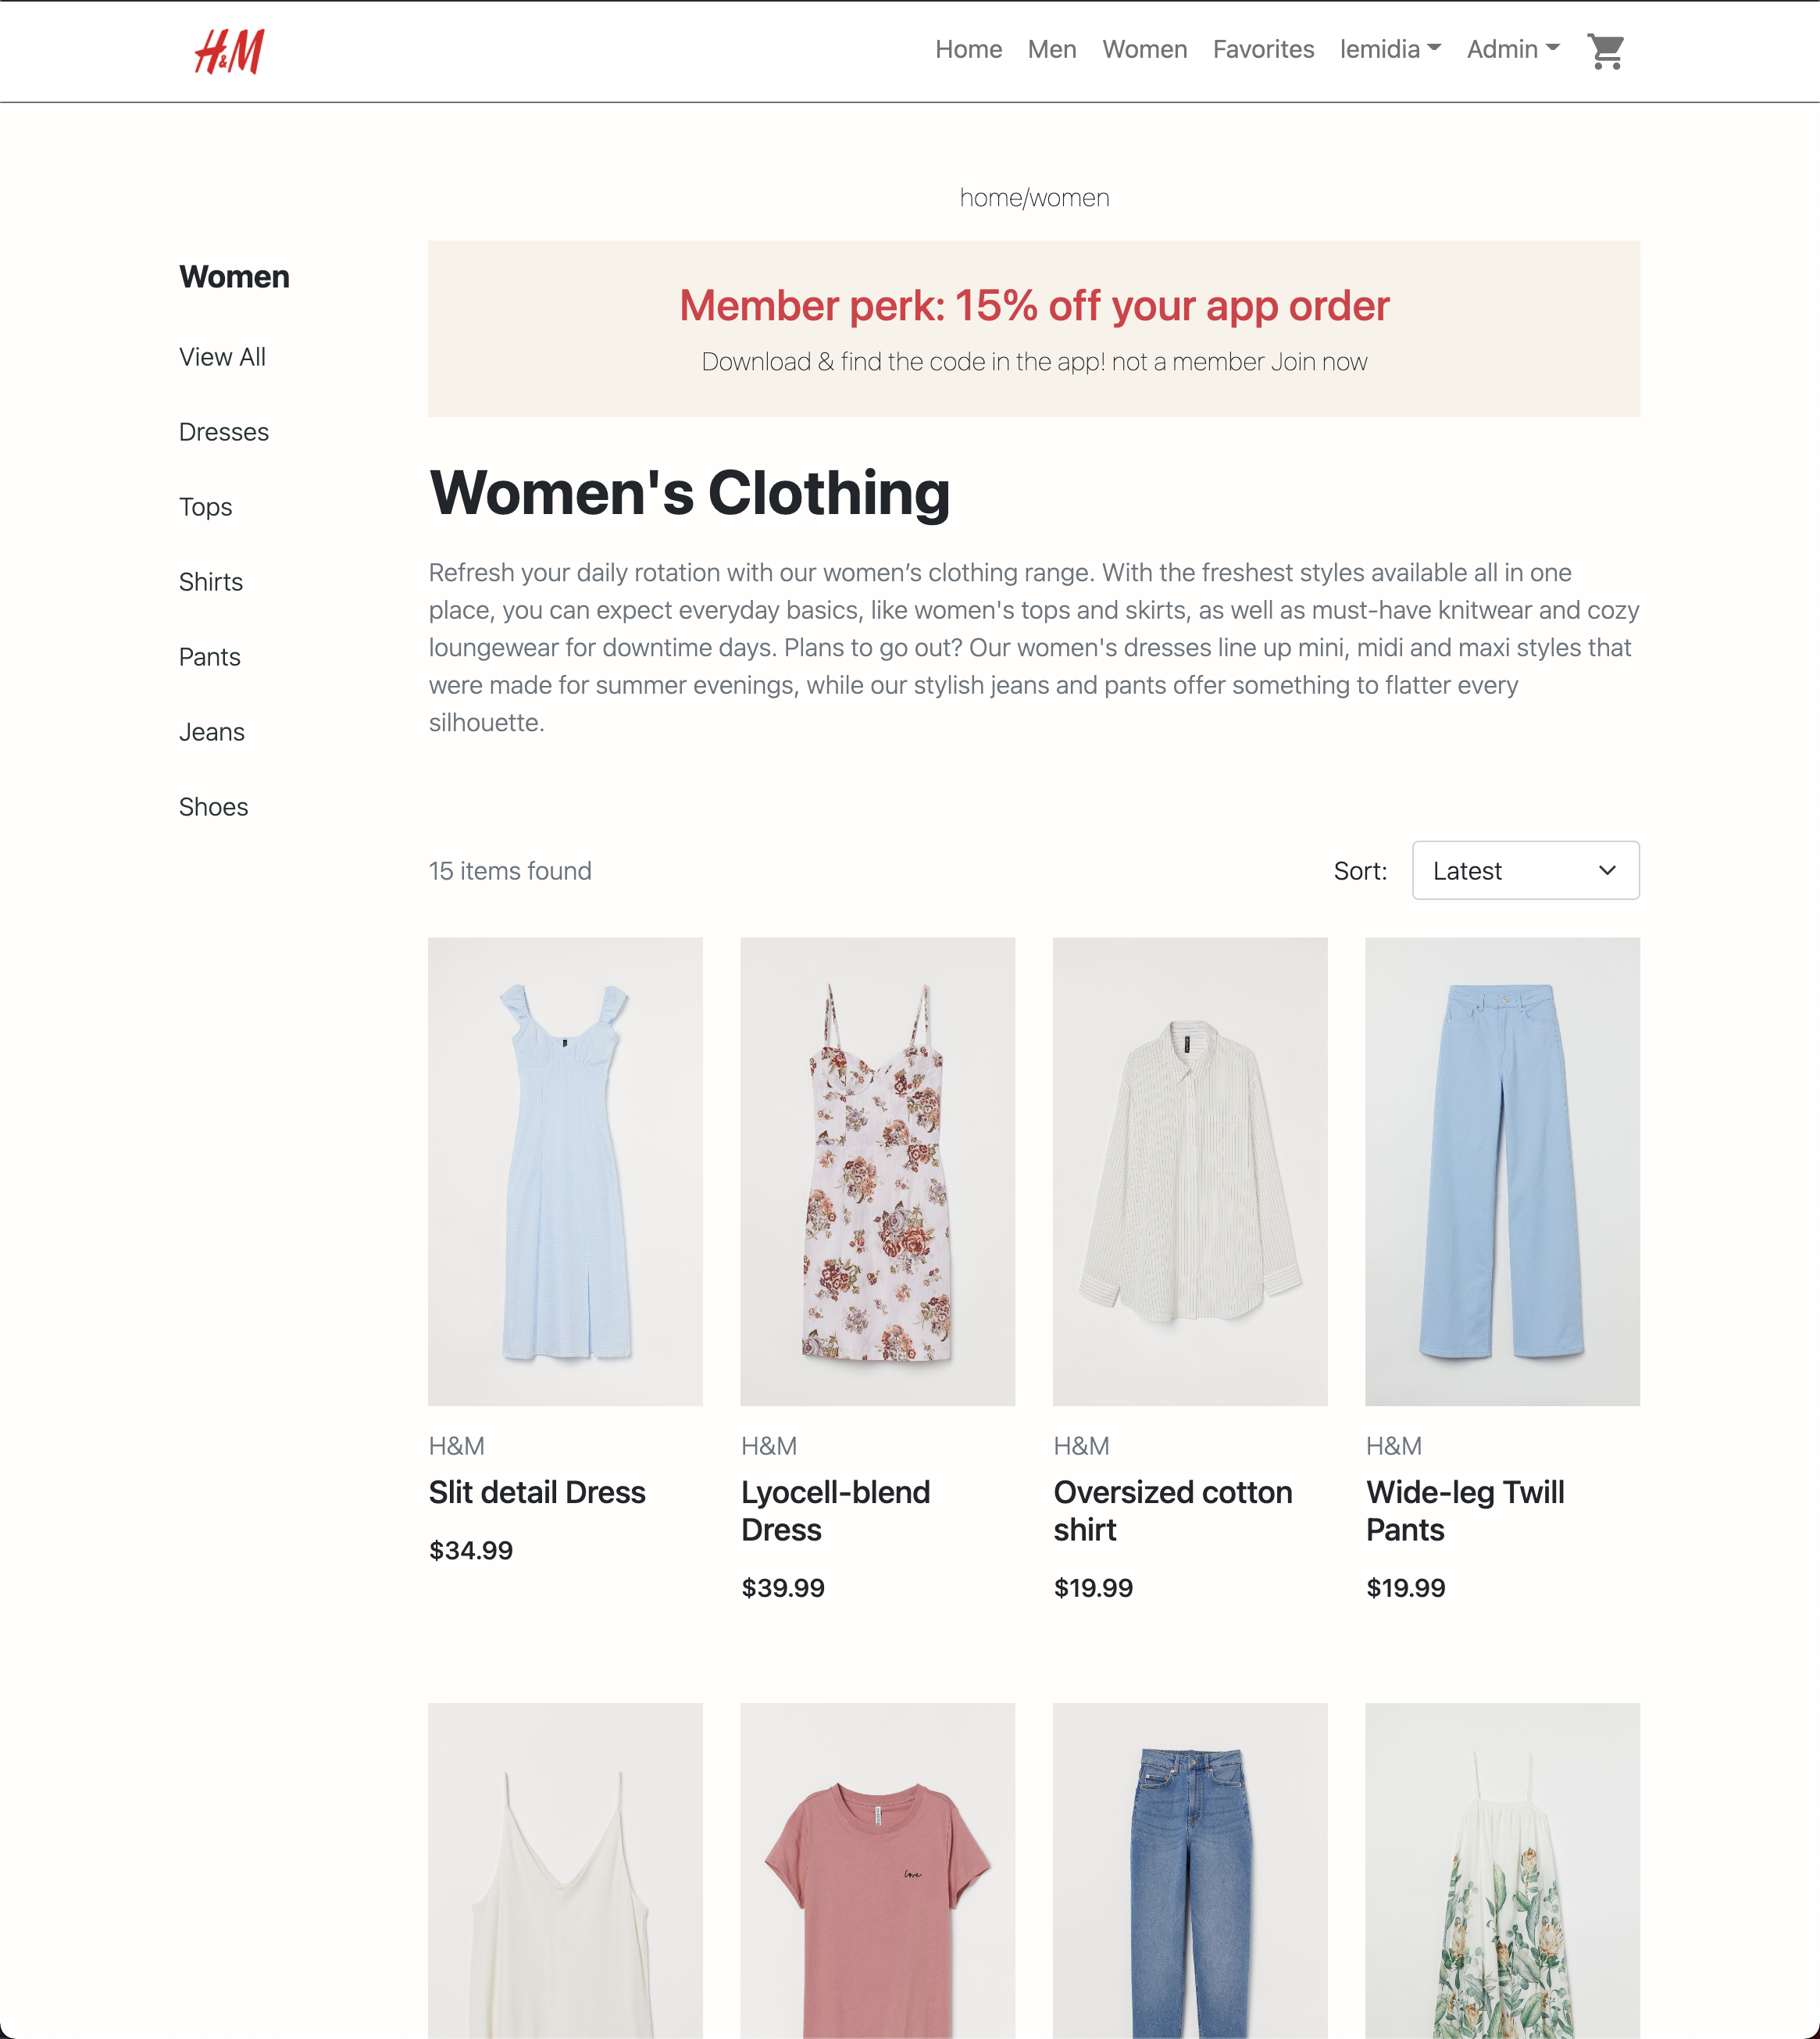 H&M
Home Men Women Favorites lemidia Admin
home/women
Women
View All
Dresses
Tops
Shirts
Pants
Jeans
Shoes
Member perk: 15% off your app order
Download & find the code in the app! not a member Join now
Women's Clothing
Refresh your daily rotation with our women’s clothing range. With the freshest styles available all in one
place, you can expect everyday basics, like women's tops and skirts, as well as must-have knitwear and cozy
loungewear for downtime days. Plans to go out? Our women's dresses line up mini, midi and maxi styles that
were made for summer evenings, while our stylish jeans and pants offer something to flatter every
silhouette.
15 items found
Sort: Latest
H&M
Slit detail Dress
$34.99
H&M
Lyocell-blend
Dress
$39.99
H&M
Oversized cotton
shirt
$19.99
H&M
Wide-leg Twill
Pants
$19.99
love